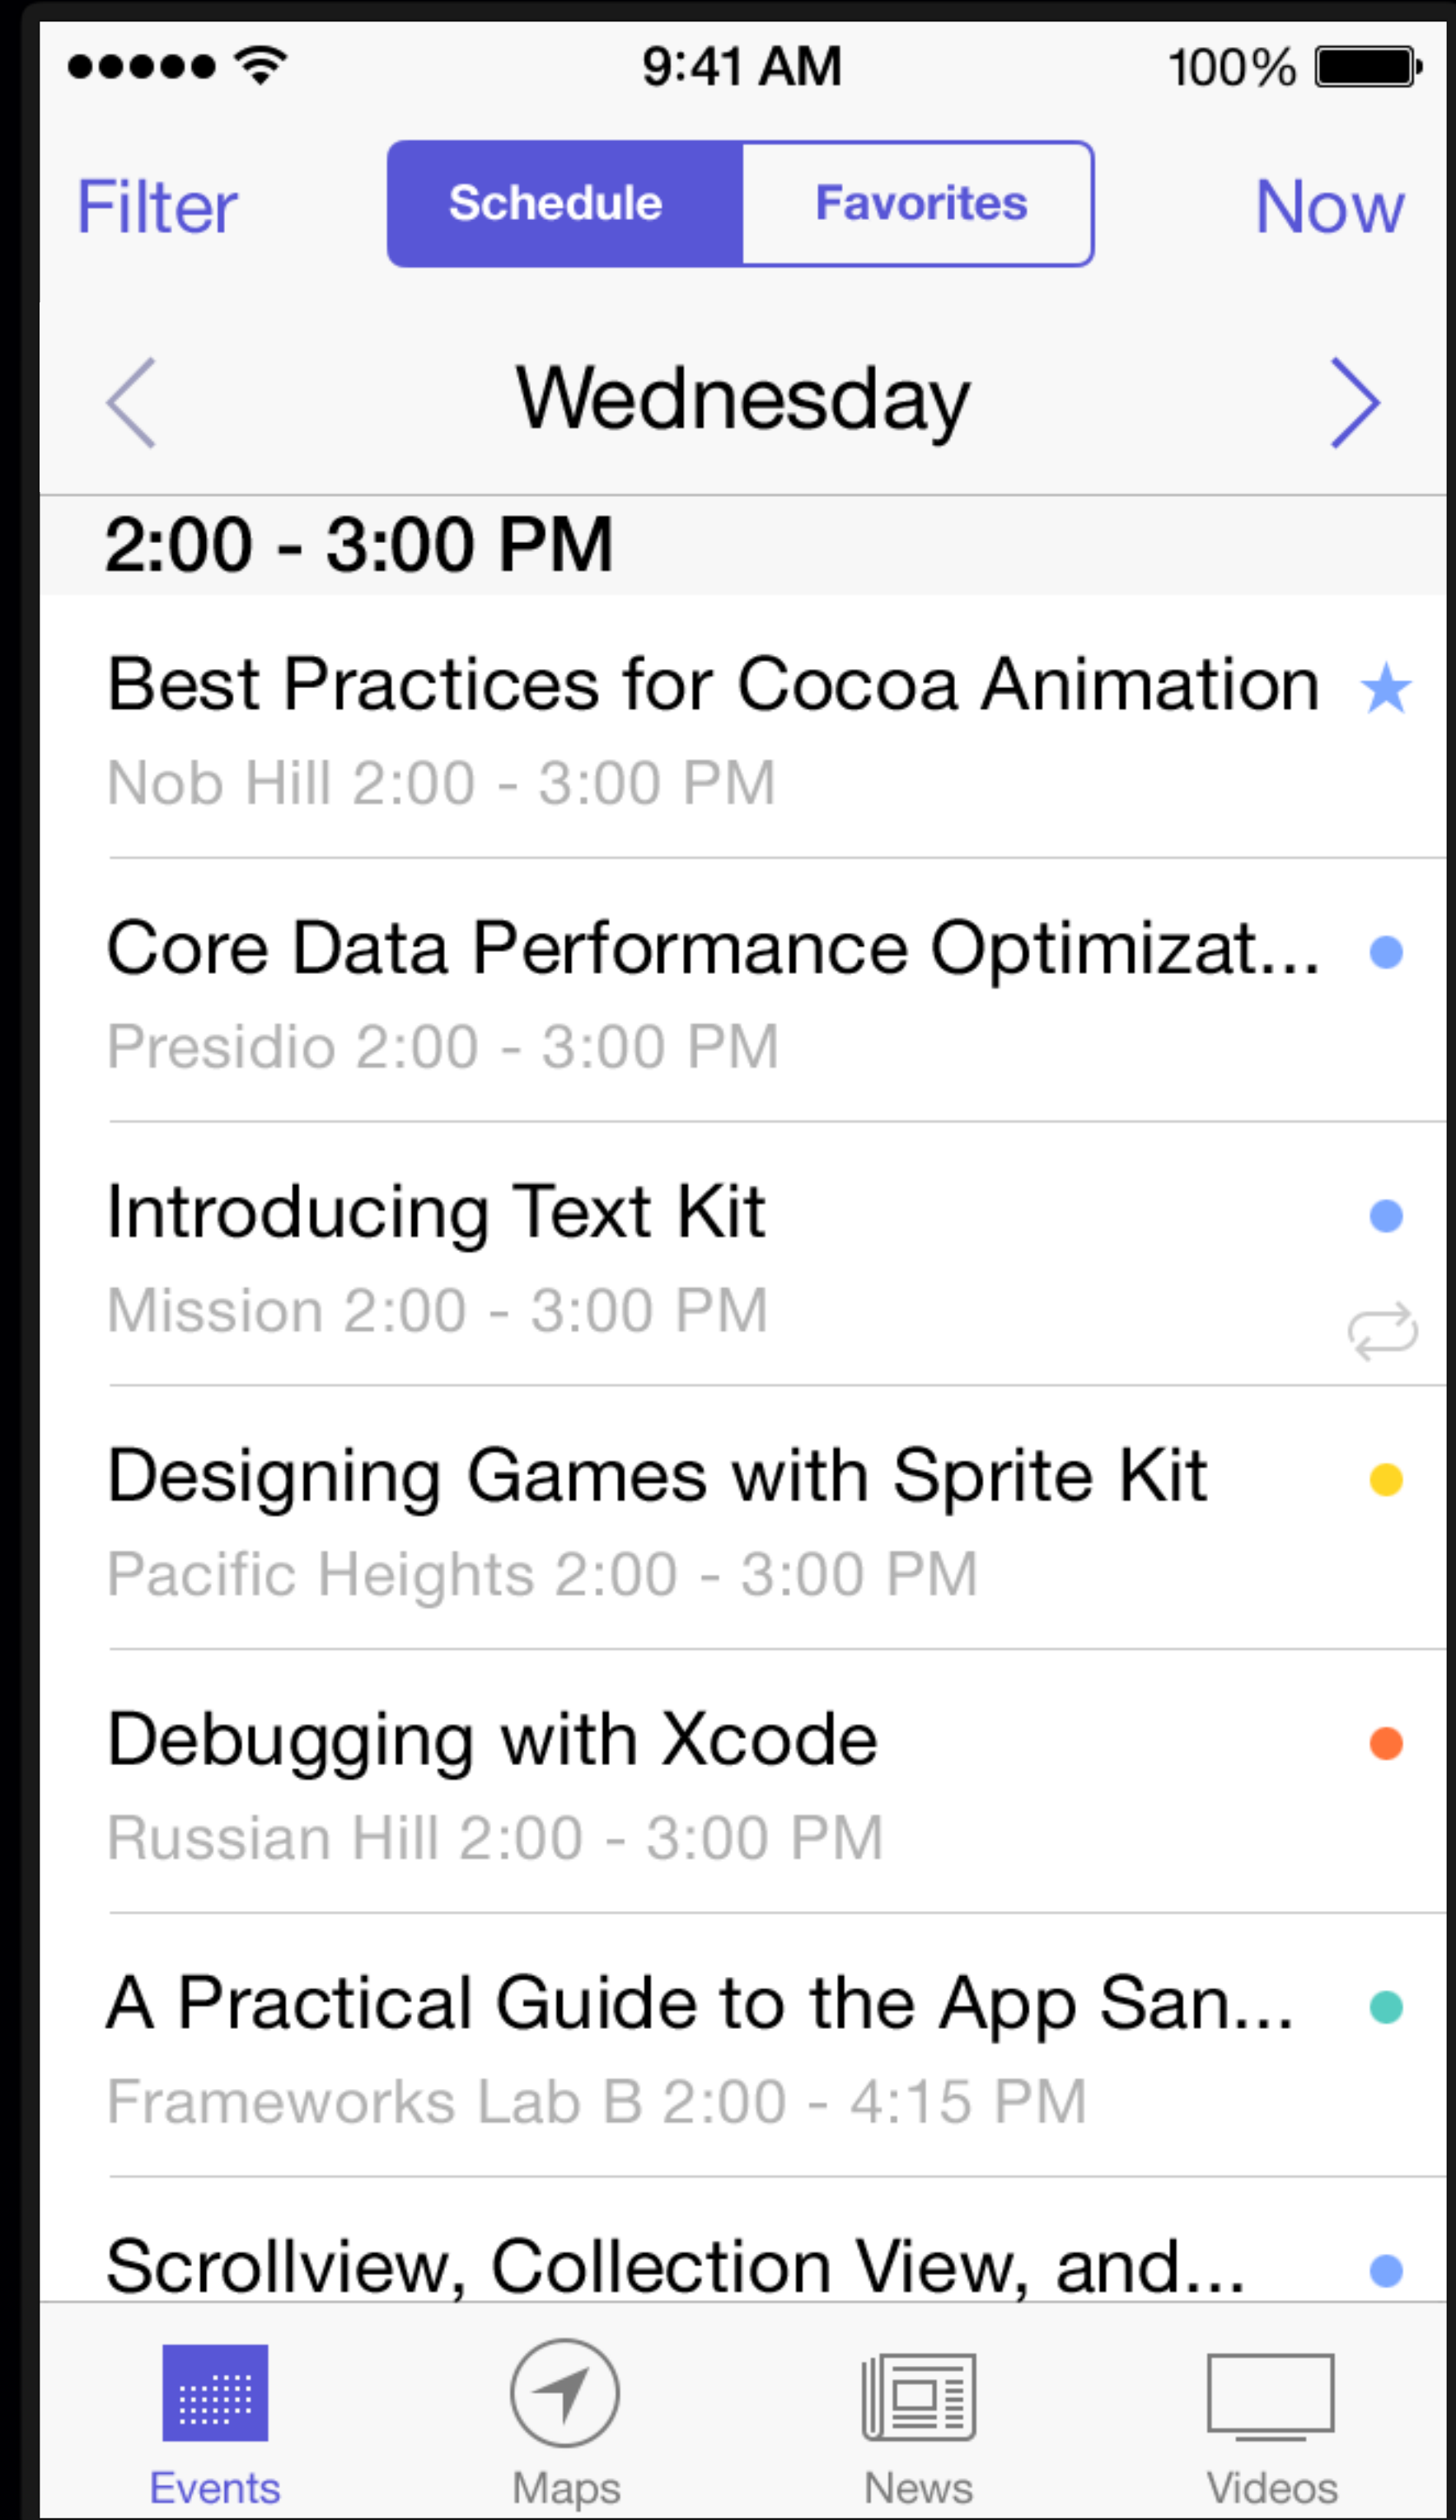 9:41 AM 100%
Filter Schedule Favorites Now
Wednesday
2:00 - 3:00 PM
Best Practices for Cocoa Animation
Nob Hill 2:00 - 3:00 PM
Core Data Performance Optimizat...
Presidio 2:00 - 3:00 PM
Introducing Text Kit
Mission 2:00 - 3:00 PM
Designing Games with Sprite Kit
Pacific Heights 2:00 - 3:00 PM
Debugging with Xcode
Russian Hill 2:00 - 3:00 PM
A Practical Guide to the App San...
Frameworks Lab B 2:00 - 4:15 PM
Scrollview, Collection View, and...
Events Maps News Videos